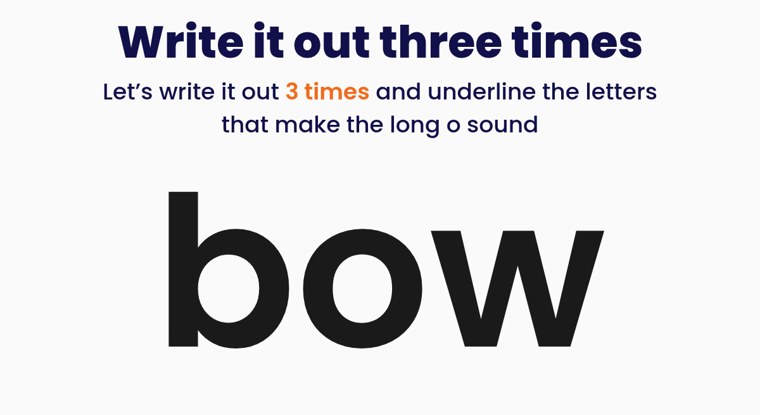 Write it out three times
Let’s write it out 3 times and underline the letters
that make the long o sound
bow